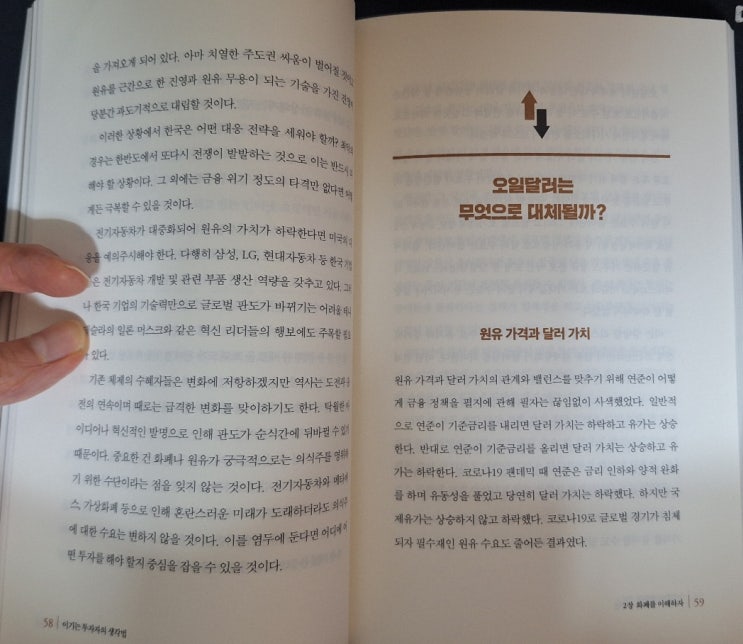 을 가져오게 되어 있다. 아마 치열한 주도권 싸움이 벌어질
원유를 근간으로 한 진영과 원유 무용이 되는 기술을 가진
당분간 과도기적으로 대립할 것이다.
이러한 상황에서 한국은 어떤 대응 전략을 세워야 할까?
경우는 한반도에서 또다시 전쟁이 발발하는 것으로 이는 반드시
해야 할 상황이다. 그 외에는 금융 위기 정도의 타격만 없다면
게든 극복할 수 있을 것이다.
전기자동차가 대중화되어 원유의 가치가 하락한다면 미국의
응을 예의주시해야 한다. 다행히 삼성, LG, 현대자동차 등 한국
은 전기자동차 개발 및 관련 부품 생산 역량을 갖추고 있다.
나 한국 기업의 기술력만으로 글로벌 판도가 바뀌기는 어려울
테슬라의 일론 머스크와 같은 혁신 리더들의 행보에도 주목할
가 있다.
기존 체제의 수혜자들은 변화에 저항하겠지만 역사는
전의 연속이며 때로는 급격한 변화를 맞이하기도 한다. 탁월한
이디어나 혁신적인 발명으로 인해 판도가 순식간에 뒤바뀔 수 있기
때문이다. 중요한 건 화폐나 원유가 궁극적으로는 의식주를
기 위한 수단이라는 점을 잊지 않는 것이다. 전기자동차와
스, 가상화폐 등으로 인해 혼란스러운 미래가 도래하더라도 의식주
에 대한 수요는 변하지 않을 것이다. 이를 염두에 둔다면 어디에 어
떤 투자를 해야 할지 중심을 잡을 수 있을 것이다.
58 | 이기는 투자자의 생각법
오일달러는
무엇으로 대체될까?
원유 가격과 달러 가치
원유 가격과 달러 가치의 관계와 밸런스를 맞추기 위해 연준이 어떻
게 금융 정책을 펼지에 관해 필자는 끊임없이 사색했었다. 일반적
으로 연준이 기준금리를 내리면 달러 가치는 하락하고 유가는 상승
한다. 반대로 연준이 기준금리를 올리면 달러 가치는 상승하고 유
가는 하락한다. 코로나19 팬데믹 때 연준은 금리 인하와 양적 완화
를 하며 유동성을 풀었고 당연히 달러 가치는 하락했다. 하지만 국
제유가는 상승하지 않고 하락했다. 코로나19로 글로벌 경기가 침체
되자 필수재인 원유 수요도 줄어든 결과였다.
2장 화폐를 이해하자 | 59